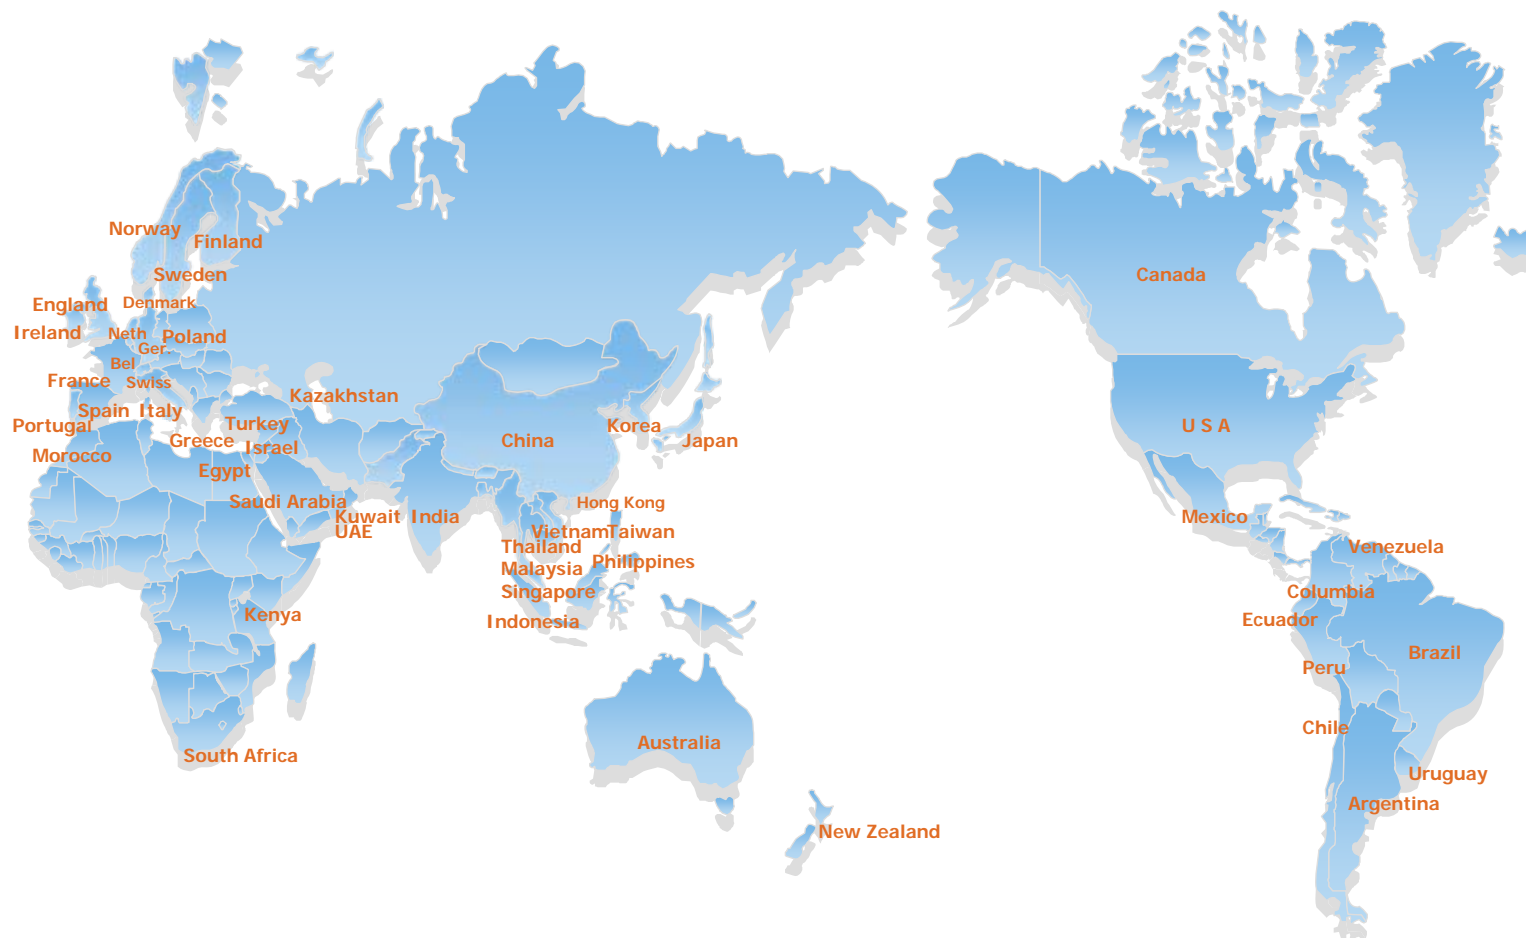 Norway
Finland
Sweden
Canada
England
Denmark
Ireland
Neth
Poland
Ger.
Bel
France
Swiss
Kazakhstan
Spain
Italy
Portugal
Turkey
Korea
USA
Greece
China
Japan
Israel
Morocco
Egypt
Saudi Arabia
Hong Kong
Kuwait
India
Mexico
UAE
Vietnam
Taiwan
Thailand
Venezuela
Malaysia
Philippines
Singapore
Columbia
Kenya
Indonesia
Ecuador
Brazil
Peru
Chile
Australia
South Africa
Uruguay
Argentina
New Zealand